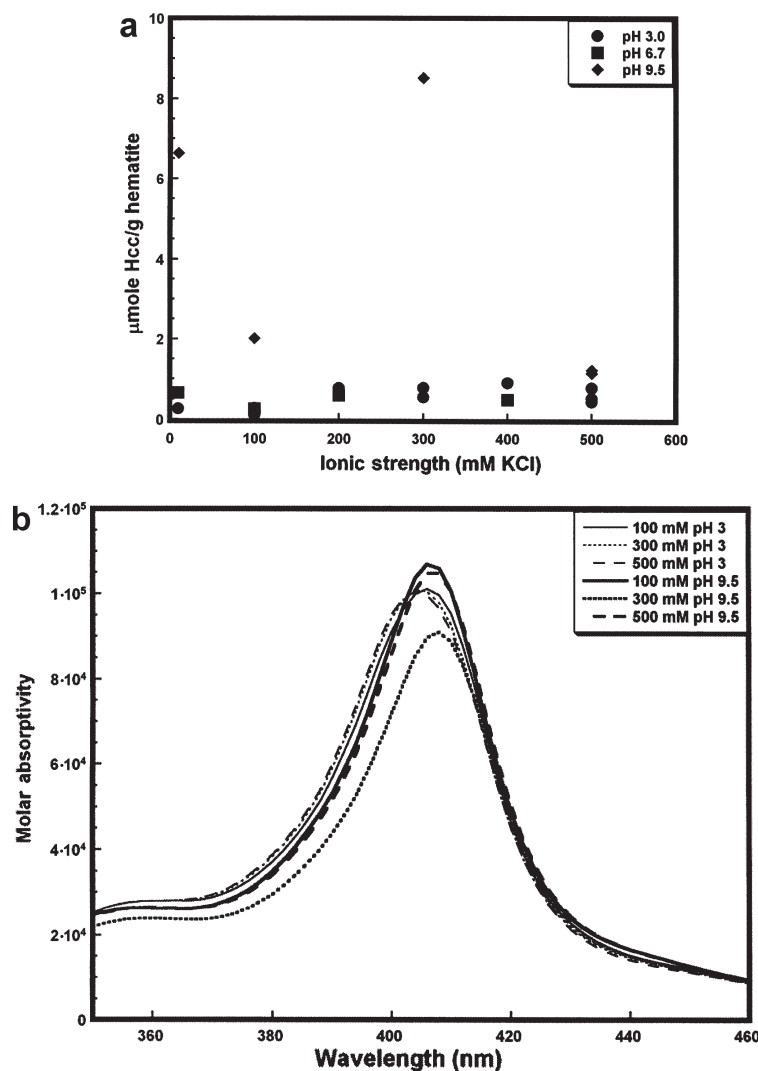 a
10
8
6
4
2
0
μmole Hcc/g hematite
pH 3.0
pH 6.7
pH 9.5
0 100 200 300 400 500 600
Ionic strength (mM KCl)
b
1.2·10⁵
1·10⁵
8·10⁴
6·10⁴
4·10⁴
2·10⁴
0
Molar absorptivity
100 mM pH 3
300 mM pH 3
500 mM pH 3
100 mM pH 9.5
300 mM pH 9.5
500 mM pH 9.5
360 380 400 420 440 460
Wavelength (nm)